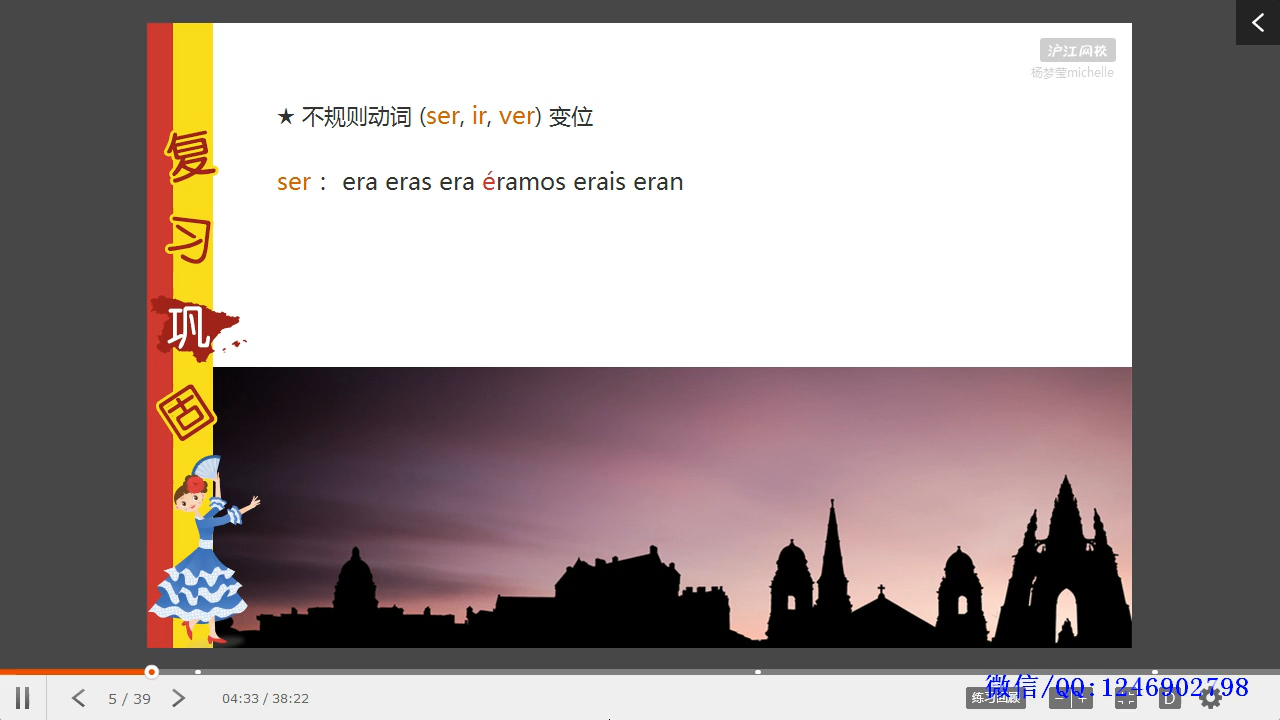 沪江网校
杨梦莹michelle
★ 不规则动词 (ser, ir, ver) 变位
ser： era eras era éramos erais eran
复
习
巩
固
5 / 39
04:33 / 38:22
练习回顾
D
微信/QQ:1246902798